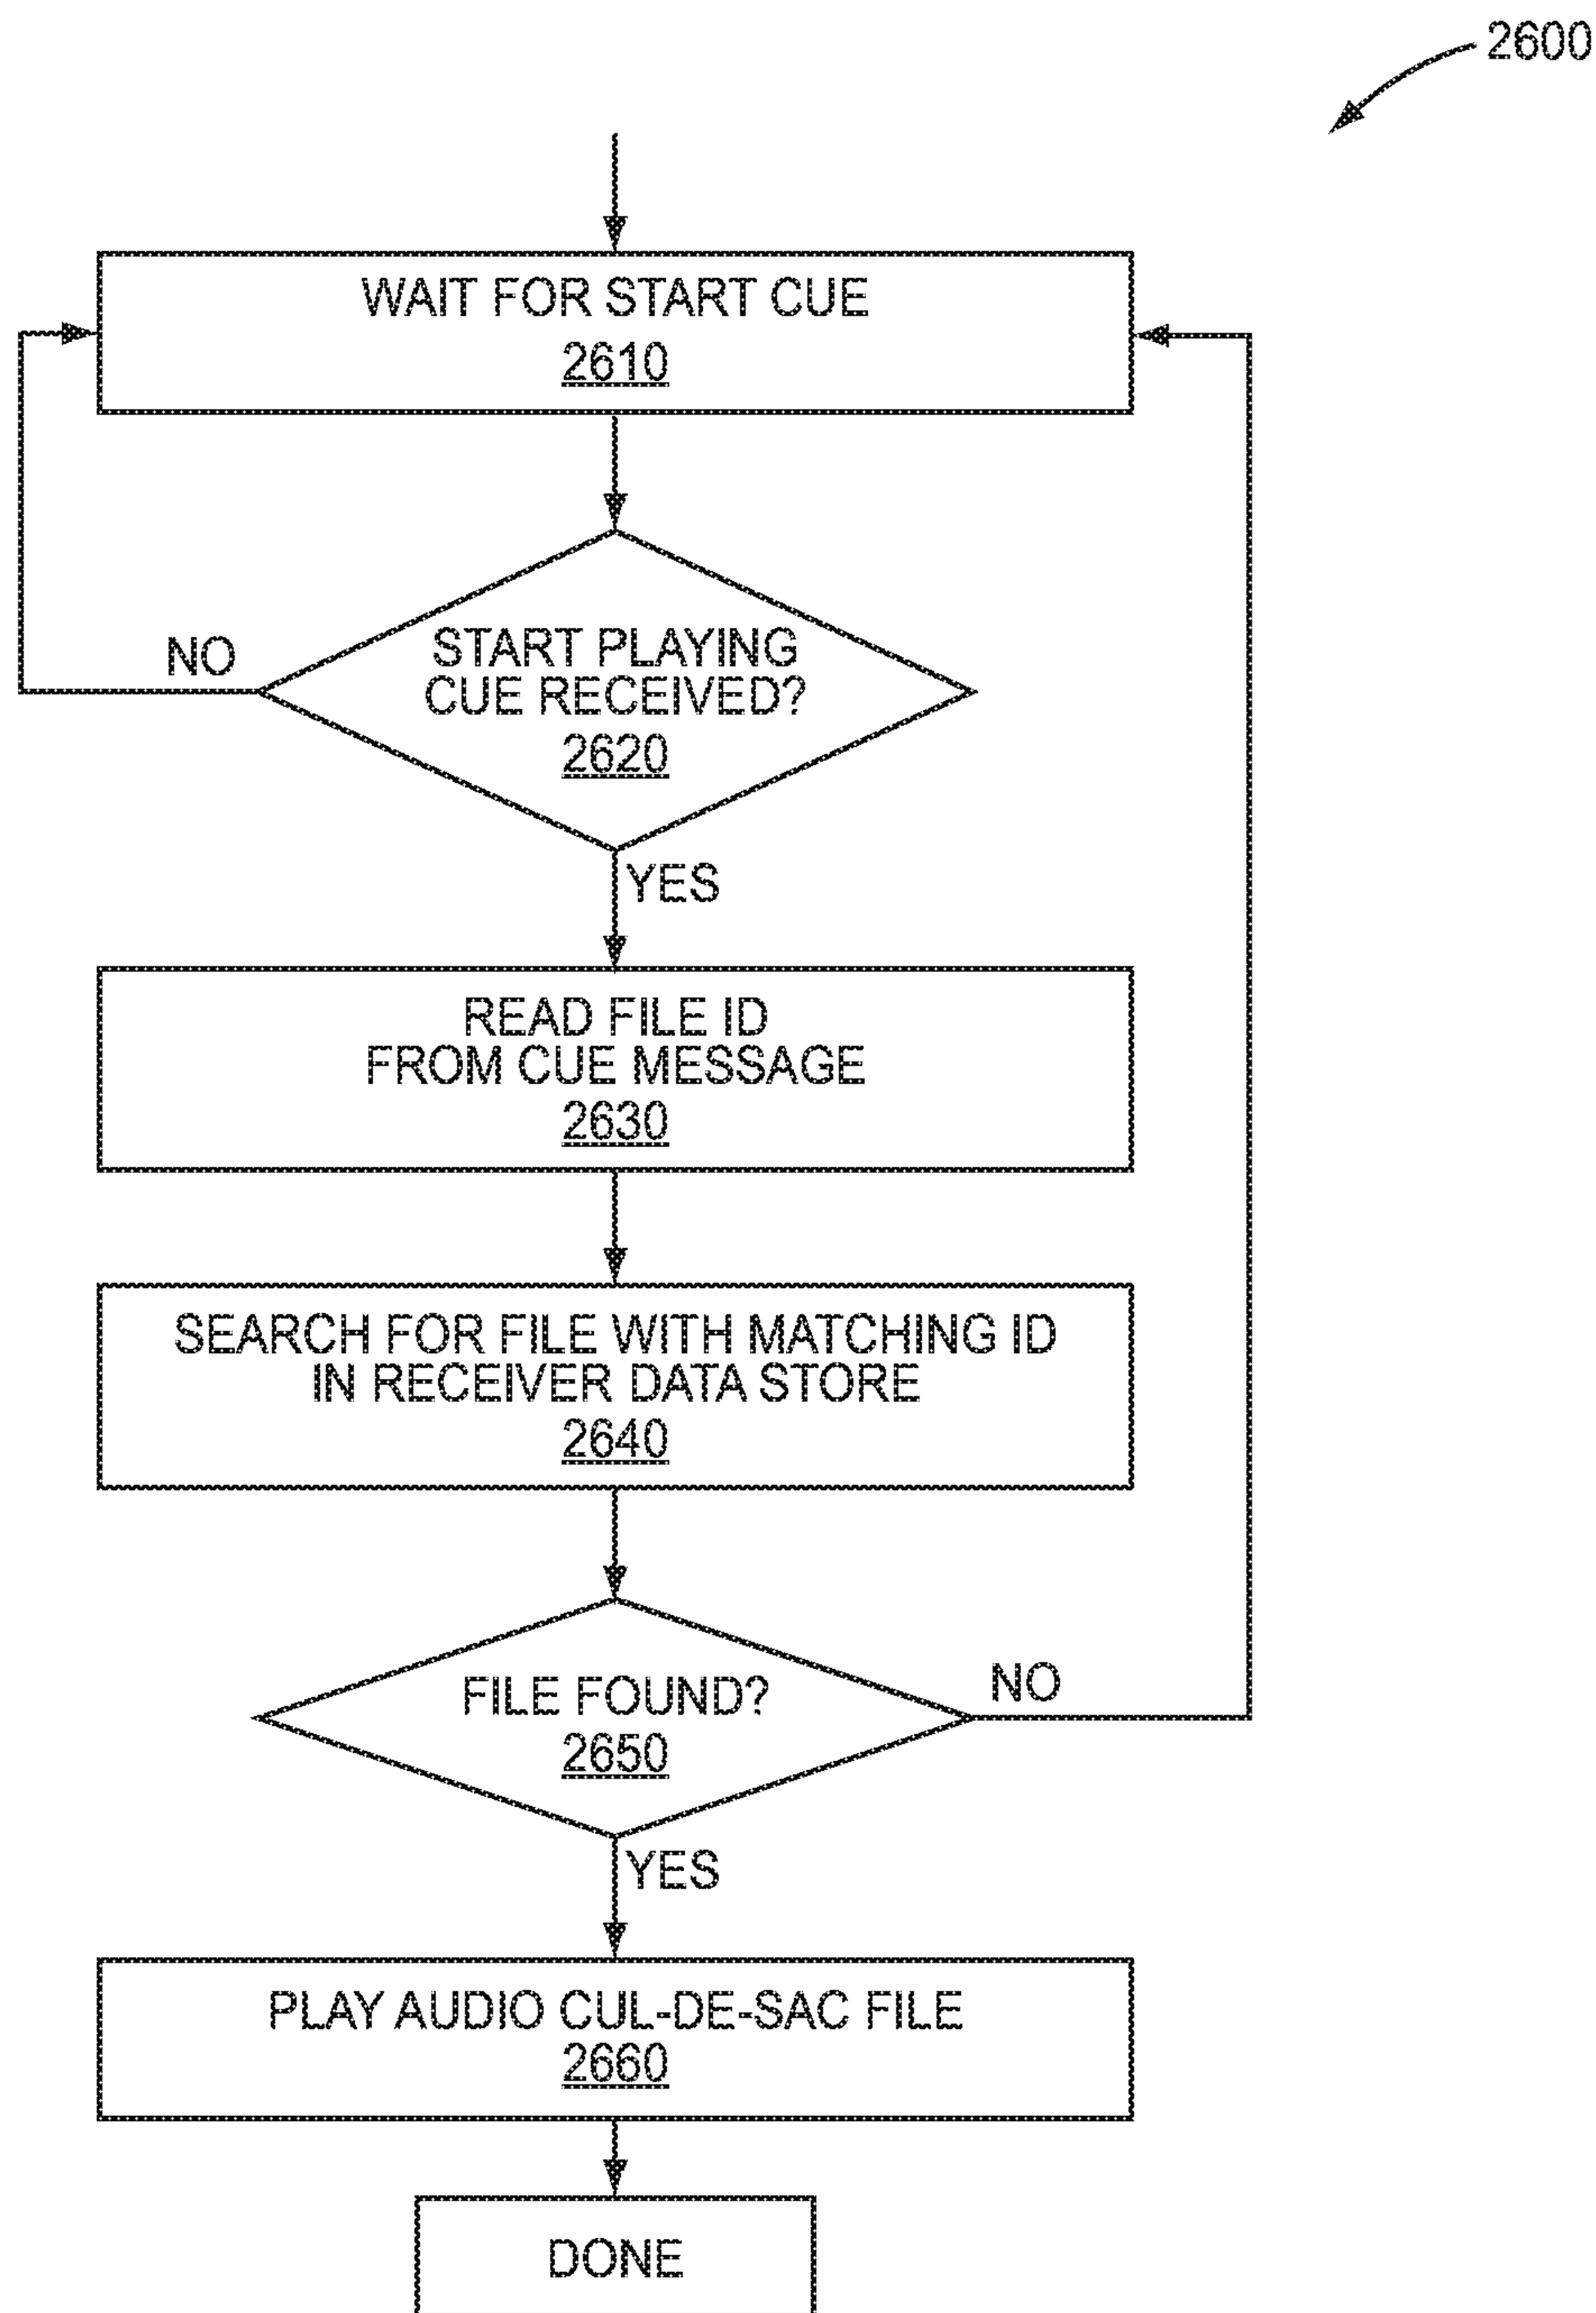 2600
WAIT FOR START CUE
2610
START PLAYING
CUE RECEIVED?
2620
NO
YES
READ FILE ID
FROM CUE MESSAGE
2630
SEARCH FOR FILE WITH MATCHING ID
IN RECEIVER DATA STORE
2640
FILE FOUND?
2650
NO
YES
PLAY AUDIO CUL-DE-SAC FILE
2660
DONE